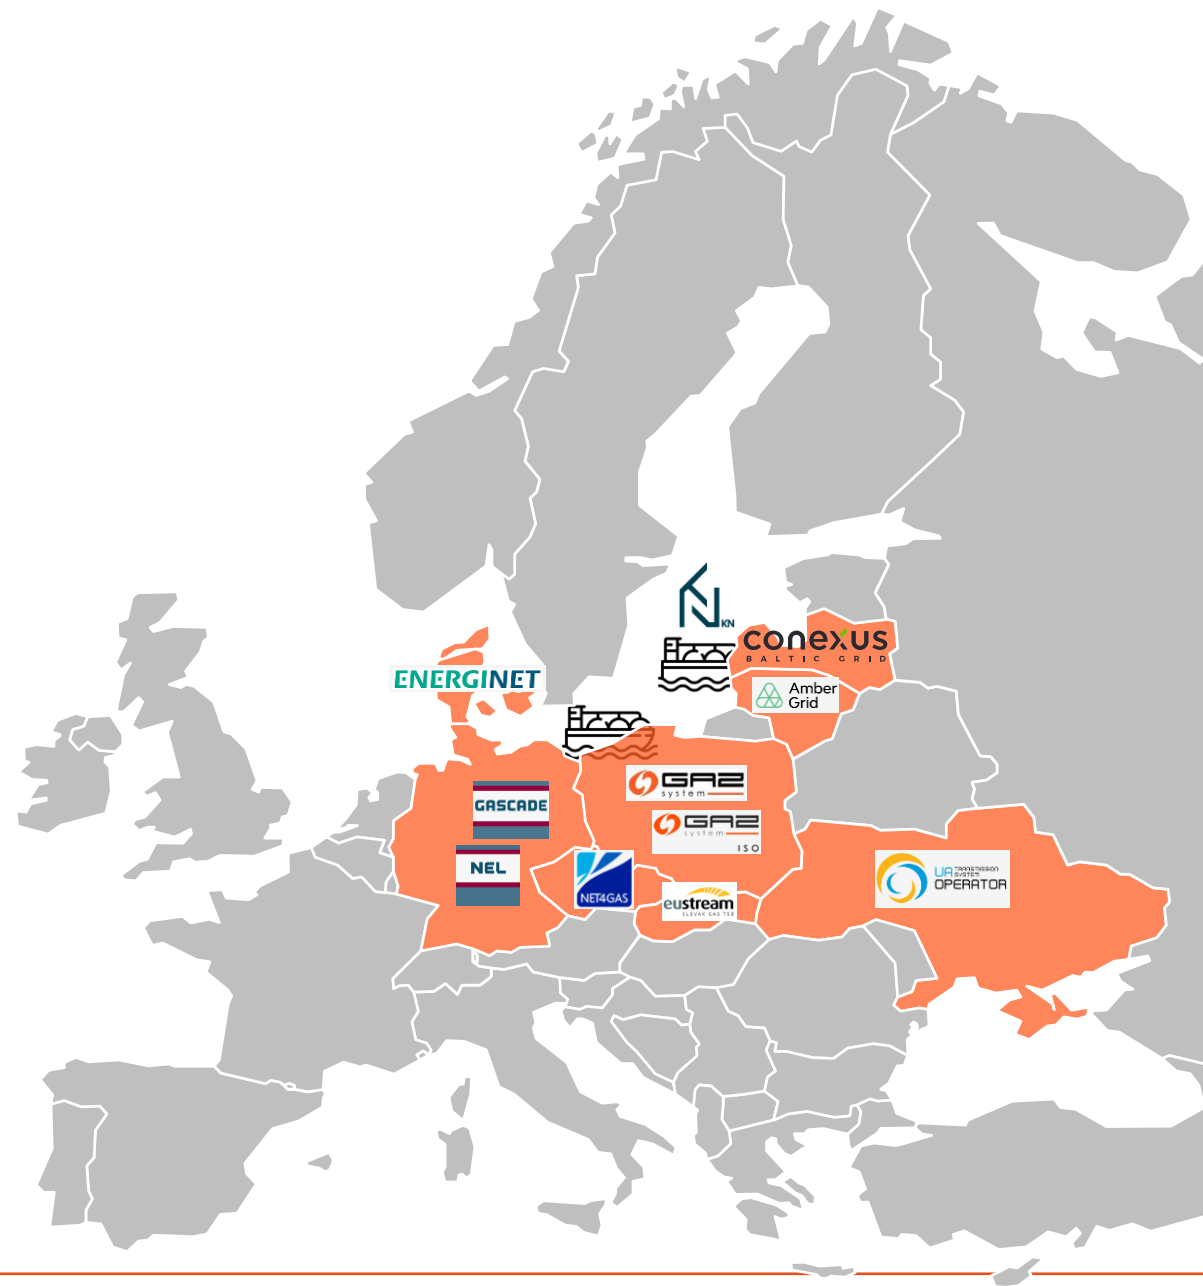 KN
conexus
BALTIC GRID
ENERGINET
Amber
Grid
GAZ
system
GASCADE
GAZ
system
ISO
NEL
NET4GAS
eustream
SLOVAK GAS TSO
UA TRANSMISSION
SYSTEM
OPERATOR